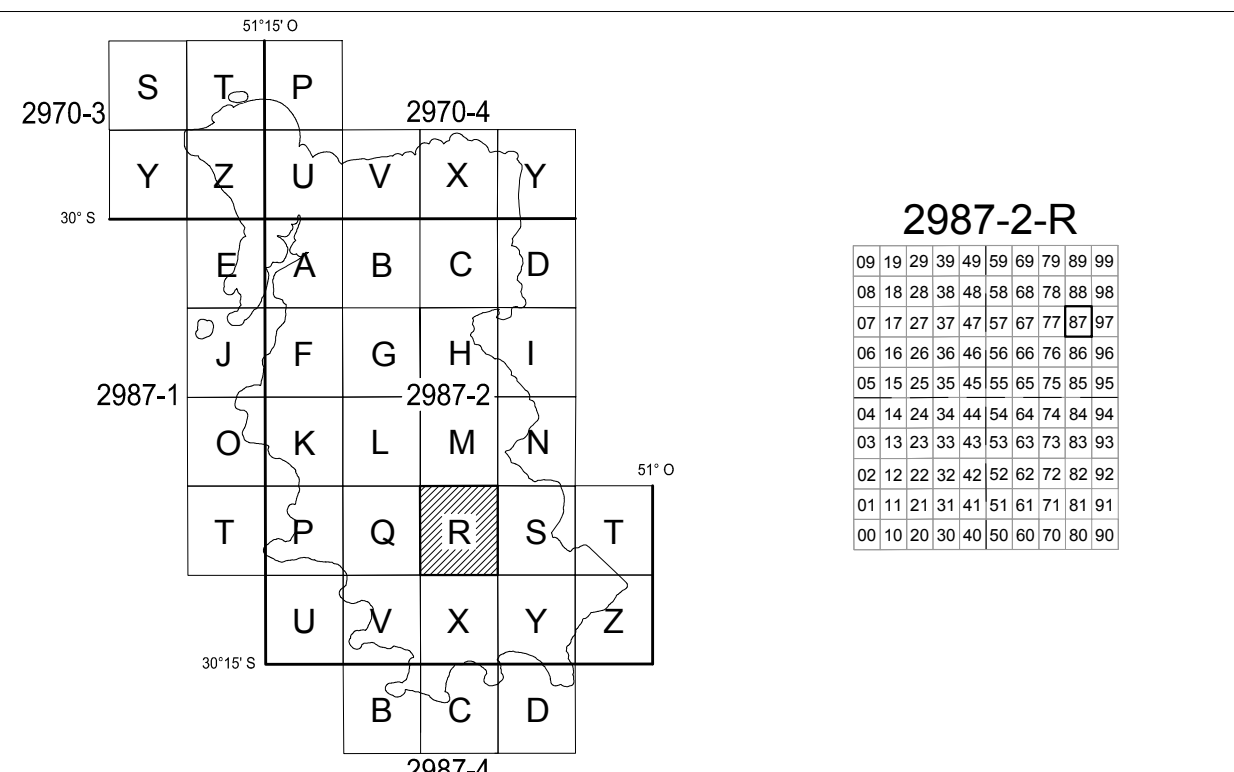 51°15' O
S T P
2970-3 2970-4
Y Z U V X Y
30° S
E A B C D
J F G H I
2987-1 2987-2
O K L M N
51° O
T P Q R S T
U V X Y Z
30°15' S
B C D
2987-4
2987-2-R
09 19 29 39 49 59 69 79 89 99
08 18 28 38 48 58 68 78 88 98
07 17 27 37 47 57 67 77 87 97
06 16 26 36 46 56 66 76 86 96
05 15 25 35 45 55 65 75 85 95
04 14 24 34 44 54 64 74 84 94
03 13 23 33 43 53 63 73 83 93
02 12 22 32 42 52 62 72 82 92
01 11 21 31 41 51 61 71 81 91
00 10 20 30 40 50 60 70 80 90